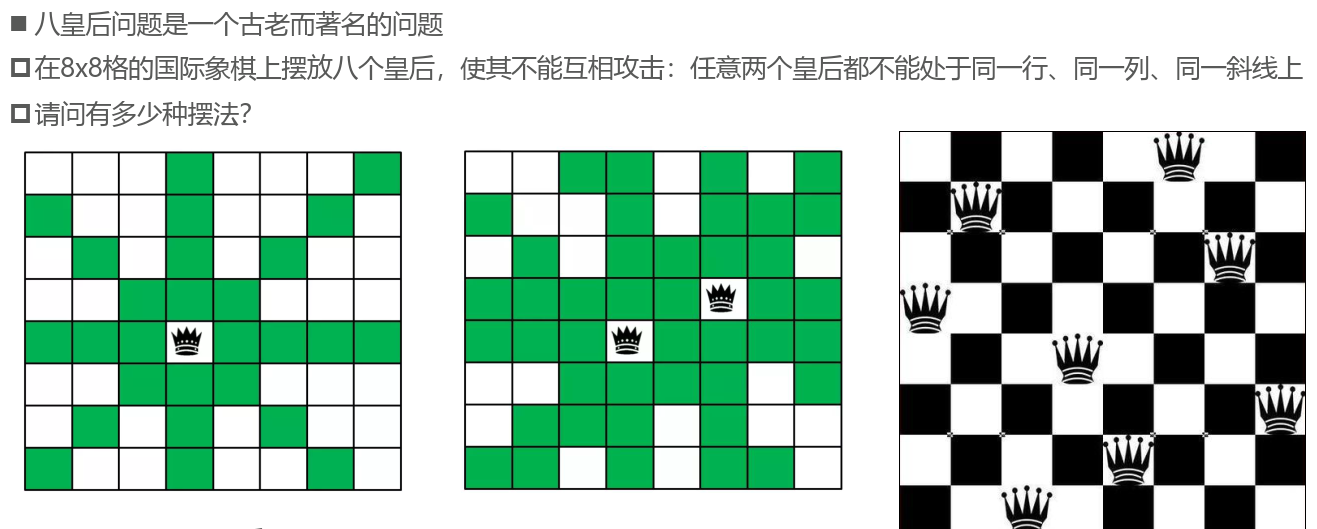 八皇后问题是一个古老而著名的问题
在8x8格的国际象棋上摆放八个皇后，使其不能互相攻击：任意两个皇后都不能处于同一行、同一列、同一斜线上
请问有多少种摆法？